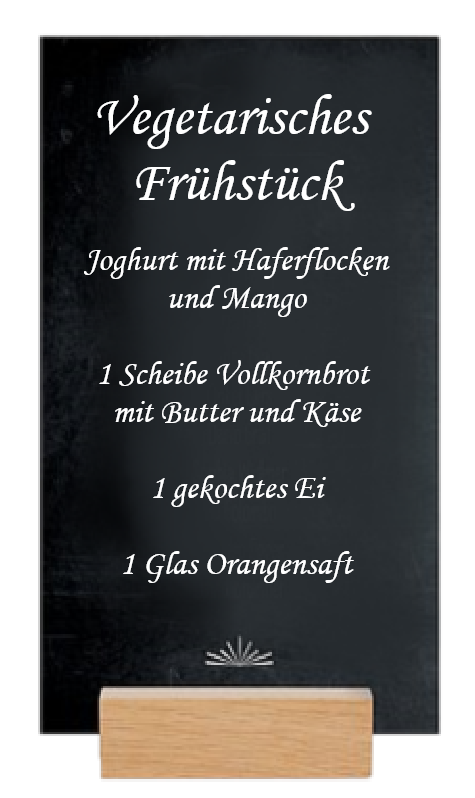 Vegetarisches
Frühstück
Joghurt mit Haferflocken
und Mango
1 Scheibe Vollkornbrot
mit Butter und Käse
1 gekochtes Ei
1 Glas Orangensaft